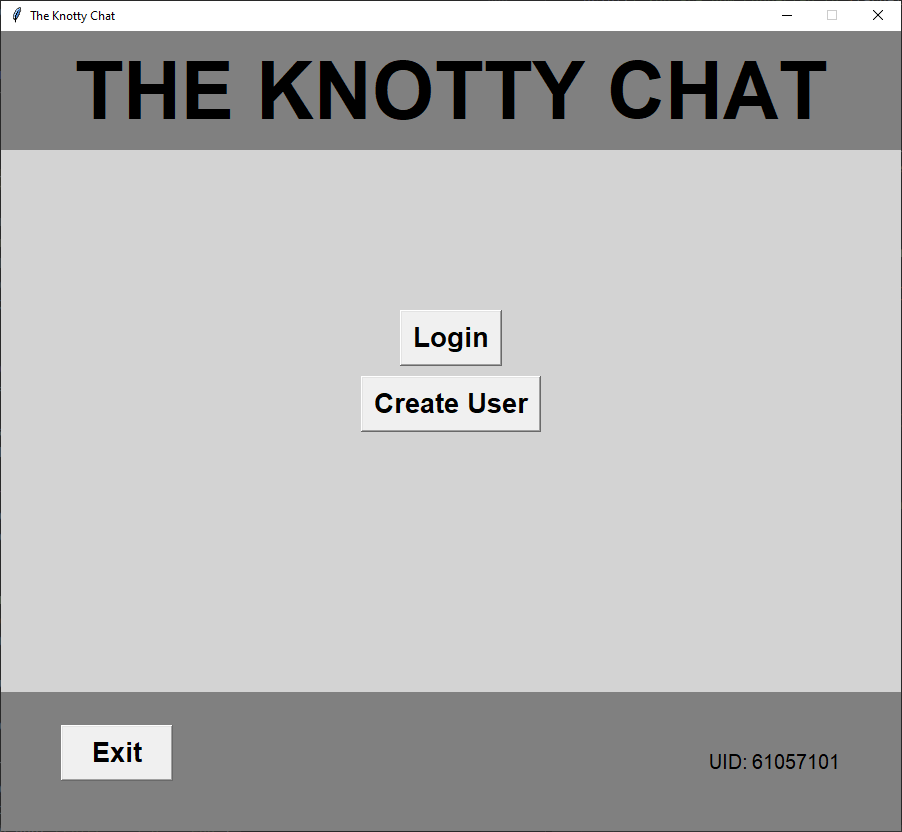 The Knotty Chat
THE KNOTTY CHAT
Login
Create User
Exit
UID: 61057101